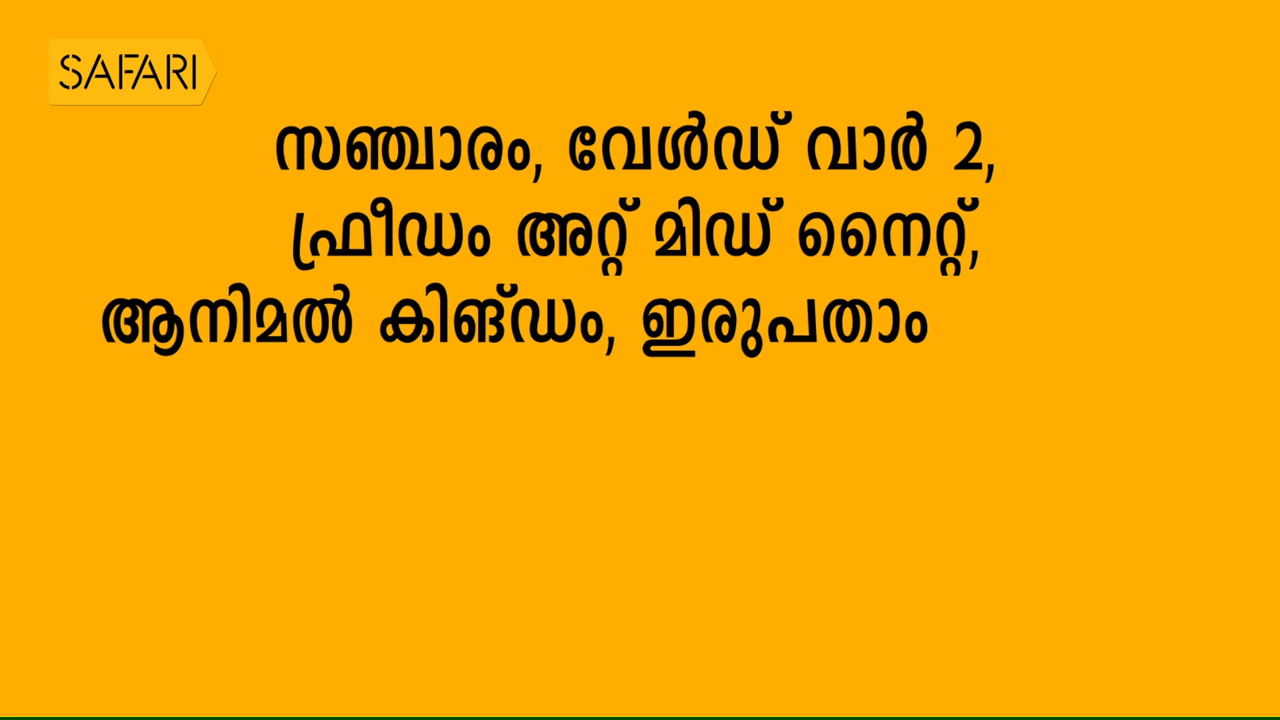 SAFARI
സഞ്ചാരം, വേൾഡ് വാർ 2,
ഫ്രീഡം അറ്റ് മിഡ് നൈറ്റ്,
ആനിമൽ കിങ്ഡം, ഇരുപതാം